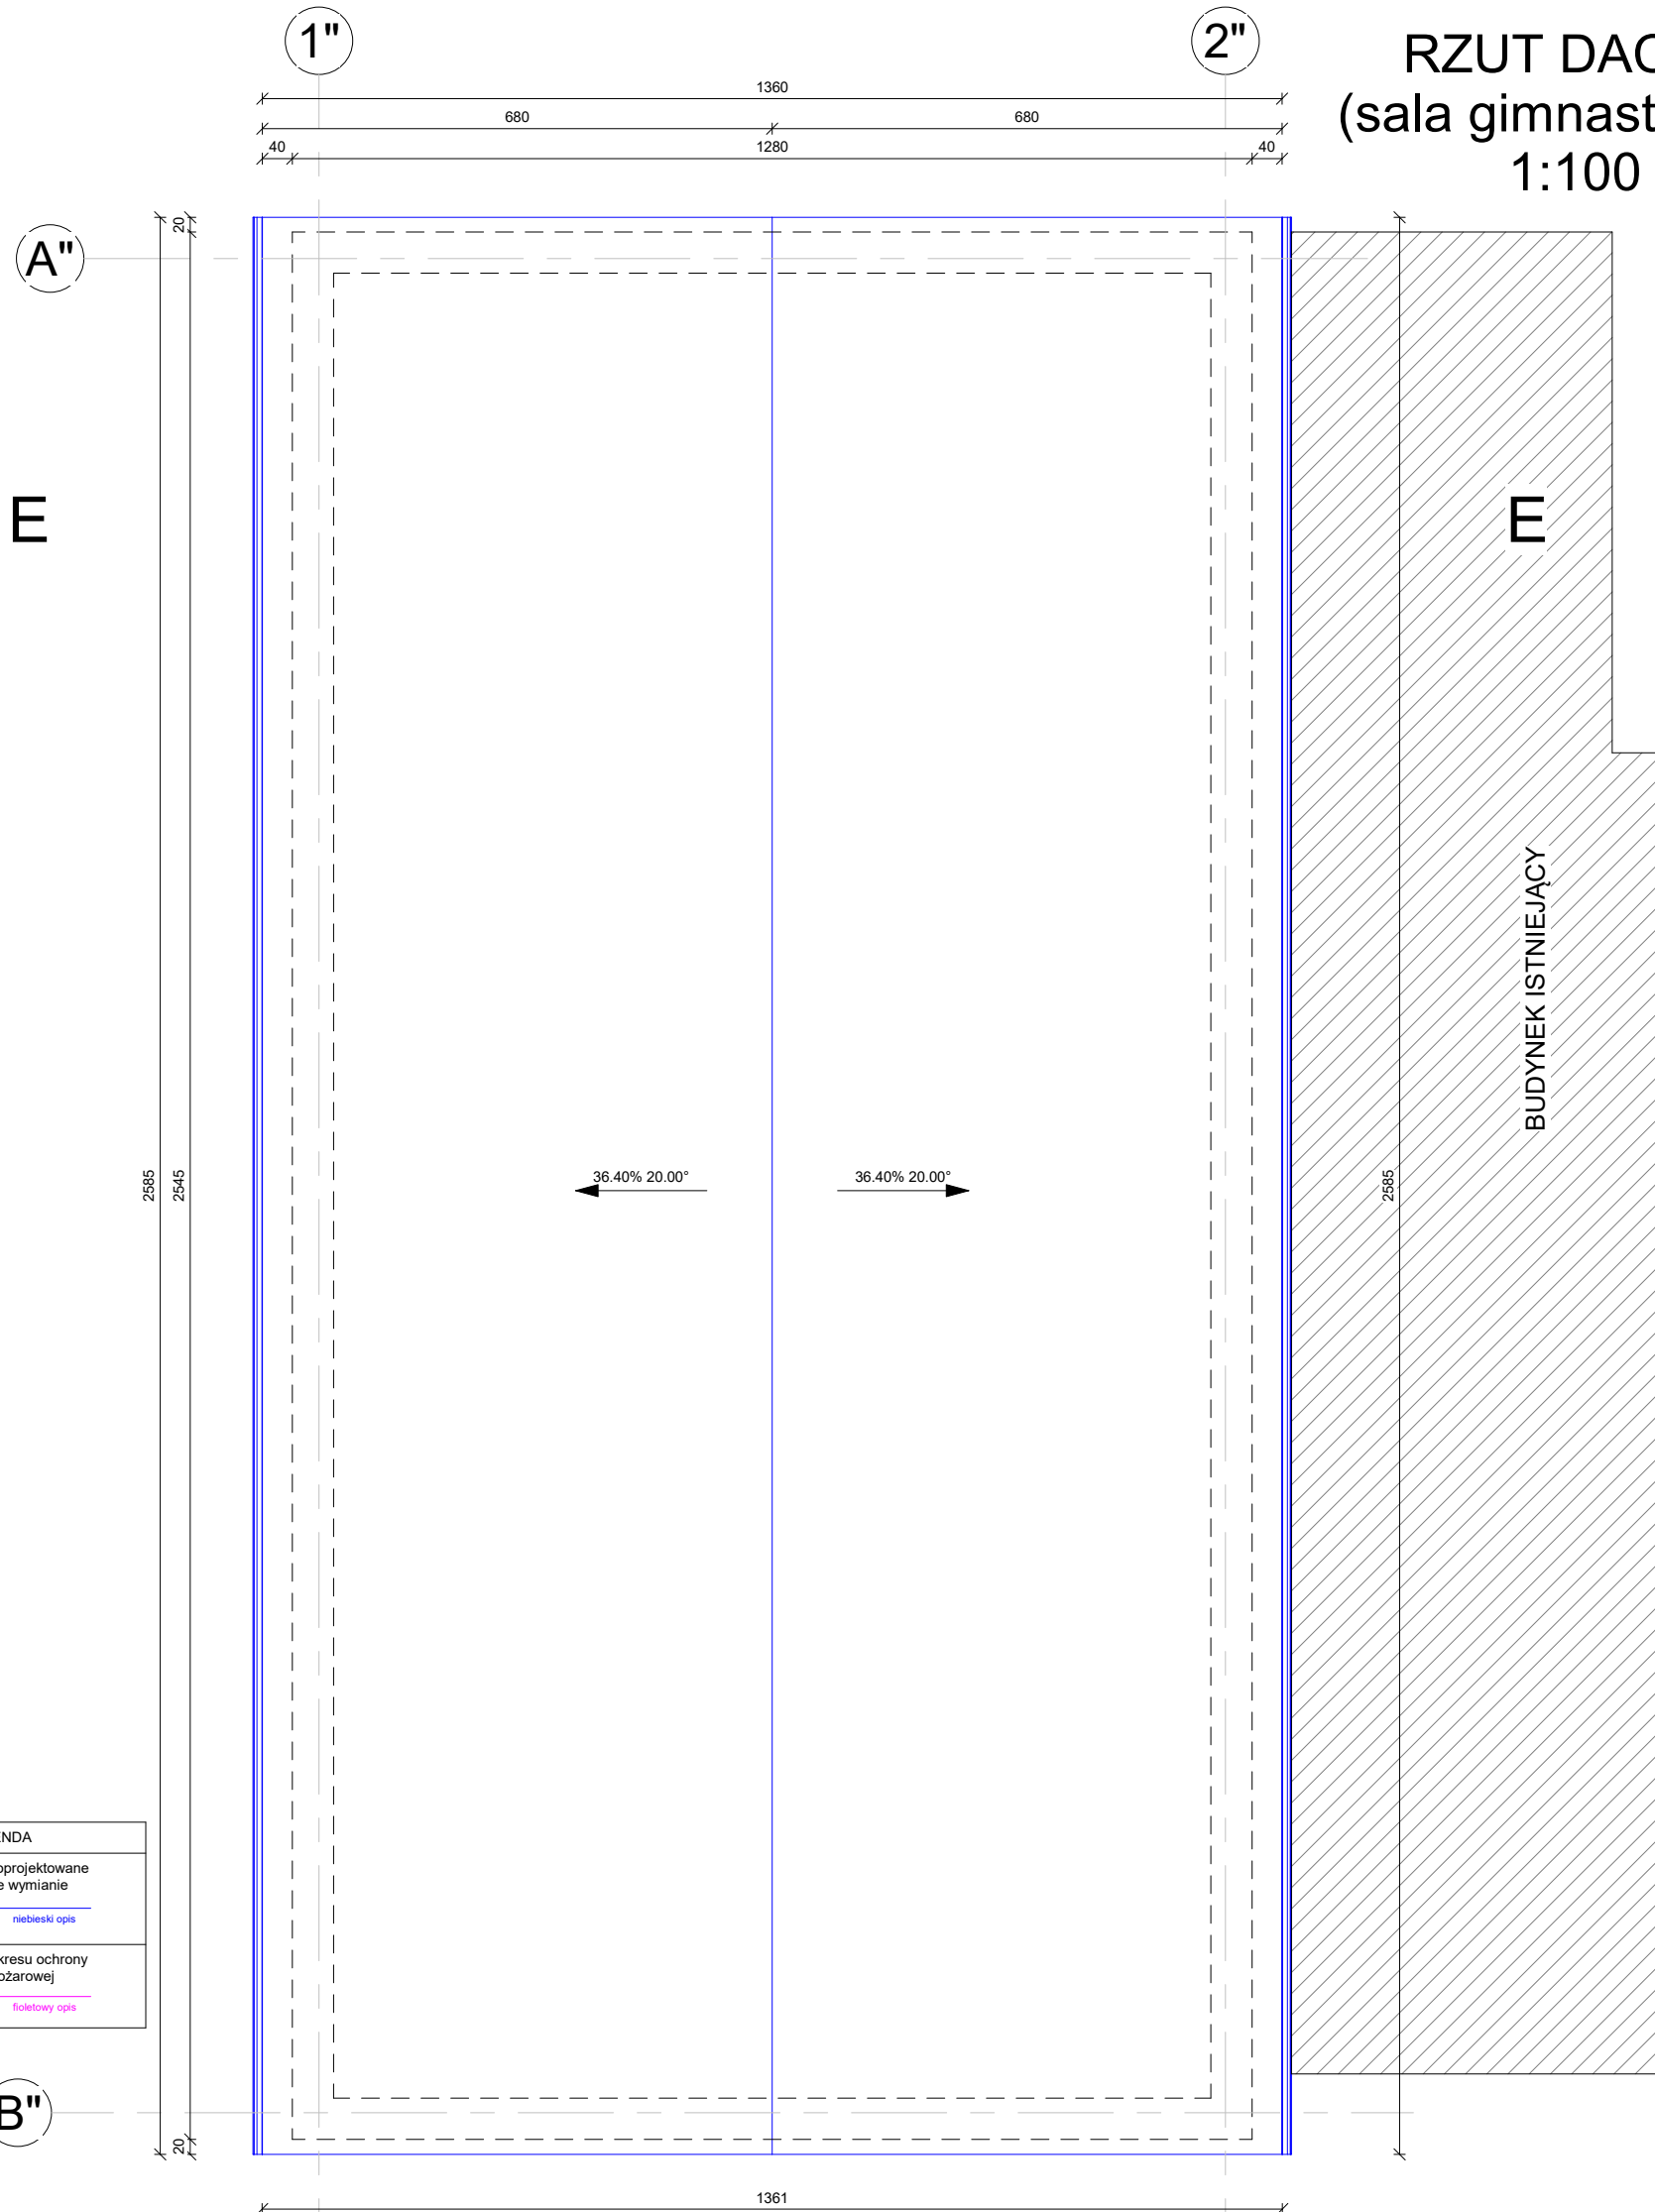 1"
2"
RZUT DAC
(sala gimnast
1:100
1360
680
680
40
1280
40
20
A"
E
E
BUDYNEK ISTNIEJĄCY
36.40% 20.00°
36.40% 20.00°
2585
2545
2585
NDA
projektowane
e wymianie
niebieski opis
kresu ochrony
ożarowej
fioletowy opis
B"
20
1361